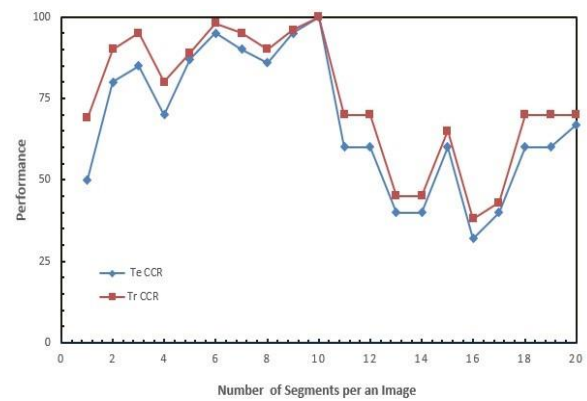 100
75
50
25
0
Performance
Te CCR
Tr CCR
0 2 4 6 8 10 12 14 16 18 20
Number of Segments per an Image